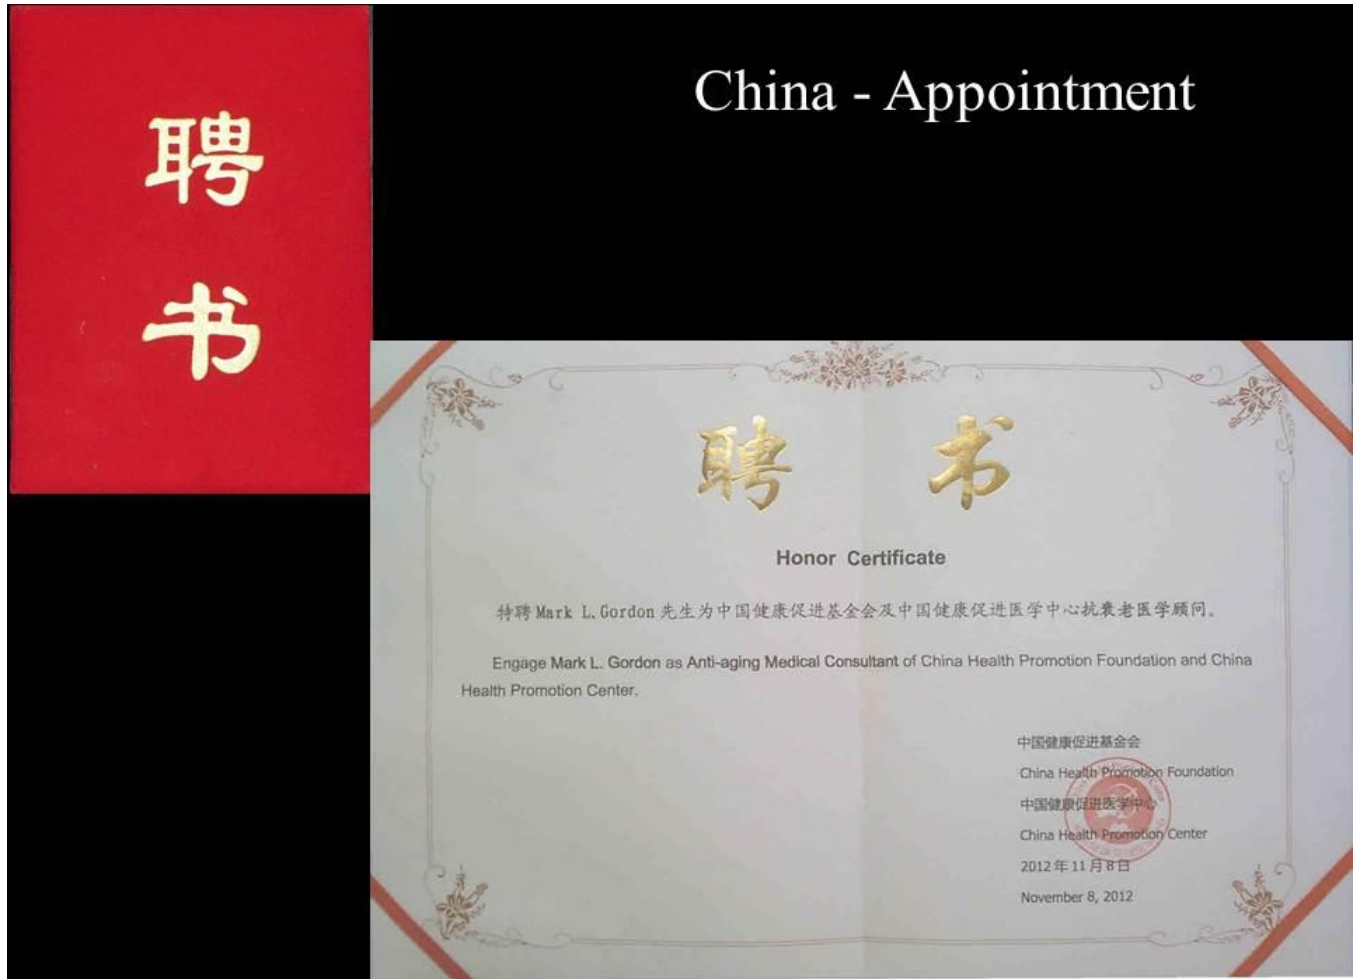 聘
书
China - Appointment
聘 书
Honor Certificate
特聘 Mark L.Gordon 先生为中国健康促进基金会及中国健康促进医学中心抗衰老医学顾问。
Engage Mark L. Gordon as Anti-aging Medical Consultant of China Health Promotion Foundation and China
Health Promotion Center.
中国健康促进基金会
China Health Promotion Foundation
中国健康促进医学中心
China Health Promotion Center
2012年11月8日
November 8, 2012